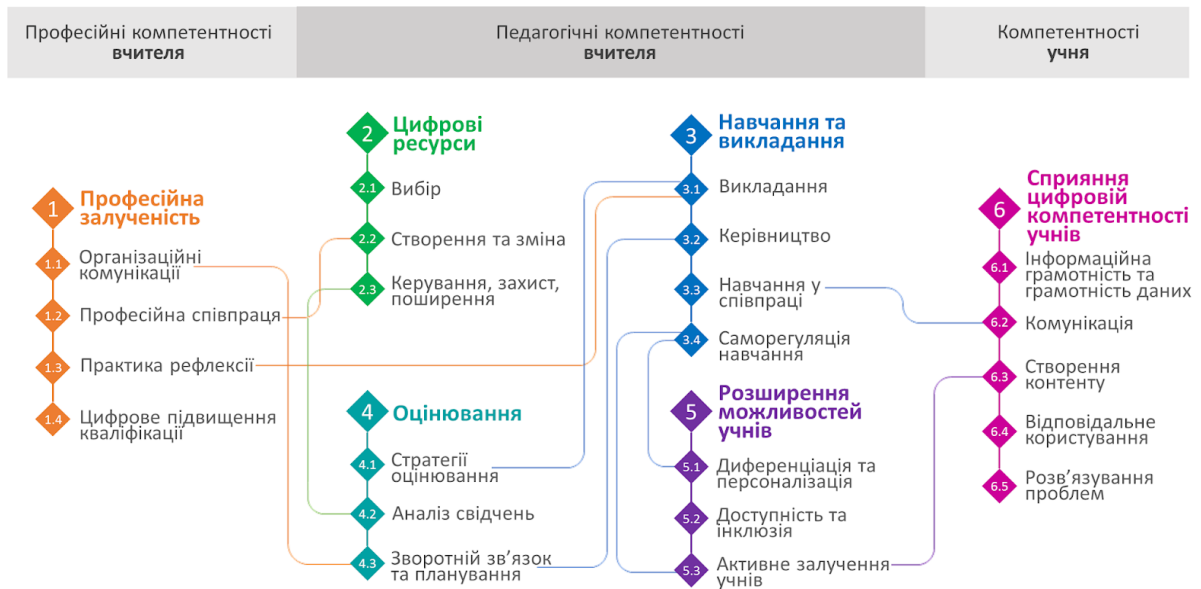 Професійні компетентності
вчителя
Педагогічні компетентності
вчителя
Компетентності
учня
1
Професійна
залученість
1.1
Організаційні
комунікації
1.2
Професійна співпраця
1.3
Практика рефлексії
1.4
Цифрове підвищення
кваліфікації
2
Цифрові
ресурси
2.1
Вибір
2.2
Створення та зміна
2.3
Керування, захист,
поширення
4
Оцінювання
4.1
Стратегії
оцінювання
4.2
Аналіз свідчень
4.3
Зворотній зв’язок
та планування
3
Навчання та
викладання
3.1
Викладання
3.2
Керівництво
3.3
Навчання у
співпраці
3.4
Саморегуляція
навчання
5
Розширення
можливостей
учнів
5.1
Диференціація та
персоналізація
5.2
Доступність та
інклюзія
5.3
Активне залучення
учнів
6
Сприяння
цифровій
компетентності
учнів
6.1
Інформаційна
грамотність та
грамотність даних
6.2
Комунікація
6.3
Створення
контенту
6.4
Відповідальне
користування
6.5
Розв’язування
проблем